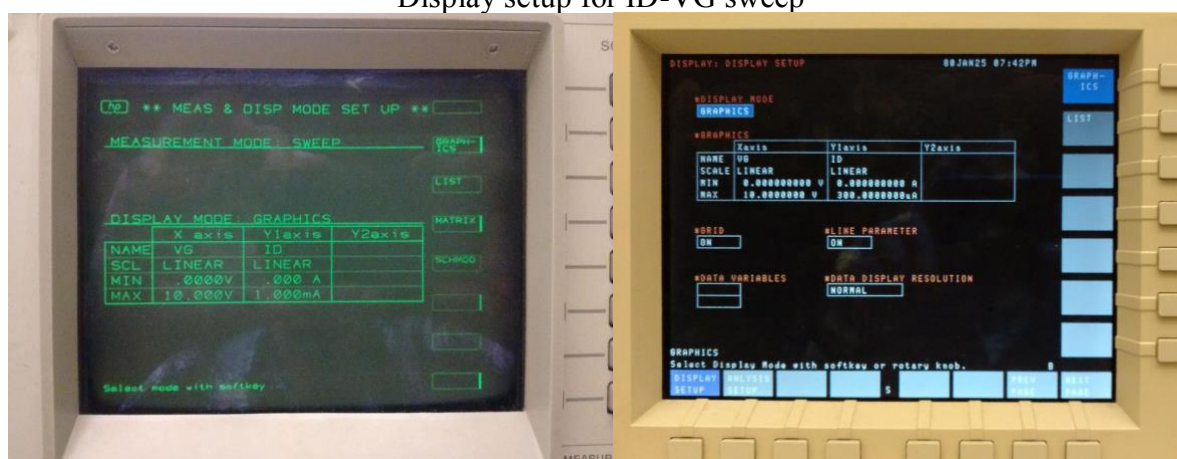 Display setup for ID-VG sweep
hp ** MEAS & DISP MODE SET UP **
MEASUREMENT MODE: SWEEP
GRAPH-
ICS
LIST
DISPLAY MODE: GRAPHICS
MATRIX
X axis Y1axis Y2axis
NAME VG ID
SCHMOO
SCL LINEAR LINEAR
MIN .0000V .000 A
MAX 10.000V 1.000mA
Select mode with softkey
DISPLAY: DISPLAY SETUP 00JAN25 07:42PM
GRAPH-
ICS
LIST
*DISPLAY MODE
GRAPHICS
*GRAPHICS
Xaxis Y1axis Y2axis
NAME VG ID
SCALE LINEAR LINEAR
MIN 0.000000000 V 0.000000000 A
MAX 10.0000000 V 300.0000000uA
*GRID *LINE PARAMETER
ON ON
*DATA VARIABLES *DATA DISPLAY RESOLUTION
NORMAL
GRAPHICS
Select Display Mode with softkey or rotary knob. B
DISPLAY SETUP ANLYSIS SETUP S PREV PAGE NEXT PAGE